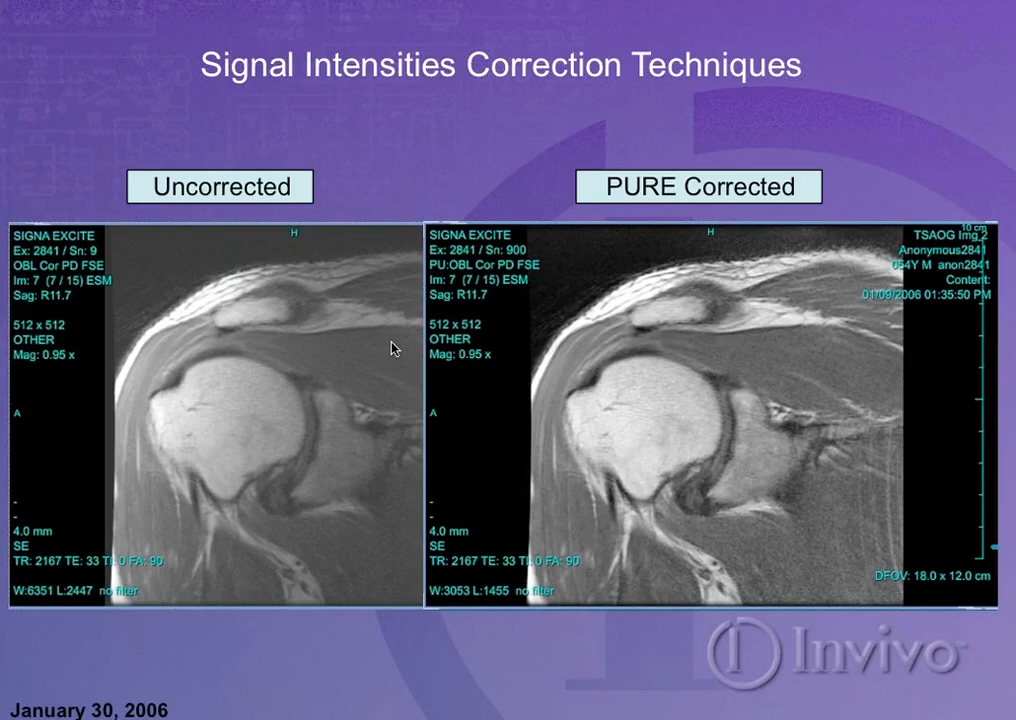 Signal Intensities Correction Techniques
Uncorrected
PURE Corrected
SIGNA EXCITE
Ex: 2841 / Sn: 9
OBL Cor PD FSE
Im: 7 (7 / 15) ESM
Sag: R11.7
512 x 512
OTHER
Mag: 0.95 x
H
A
4.0 mm
SE
TR: 2167 TE: 33 TI: 0 FA: 90
W:6351 L:2447 no filter
SIGNA EXCITE
Ex: 2841 / Sn: 900
PU:OBL Cor PD FSE
Im: 7 (7 / 15) ESM
Sag: R11.7
512 x 512
OTHER
Mag: 0.95 x
H
A
4.0 mm
SE
TR: 2167 TE: 33 TI: 0 FA: 90
W:3053 L:1455 no filter
10 cm
TSAOG Img 2
Anonymous2841
054Y M anon2841
Content:
01/09/2006 01:35:50 PM
DFOV: 18.0 x 12.0 cm
Invivo
January 30, 2006